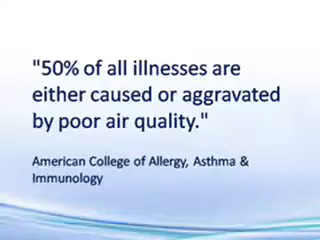 "50% of all illnesses are
either caused or aggravated
by poor air quality."
American College of Allergy, Asthma &
Immunology